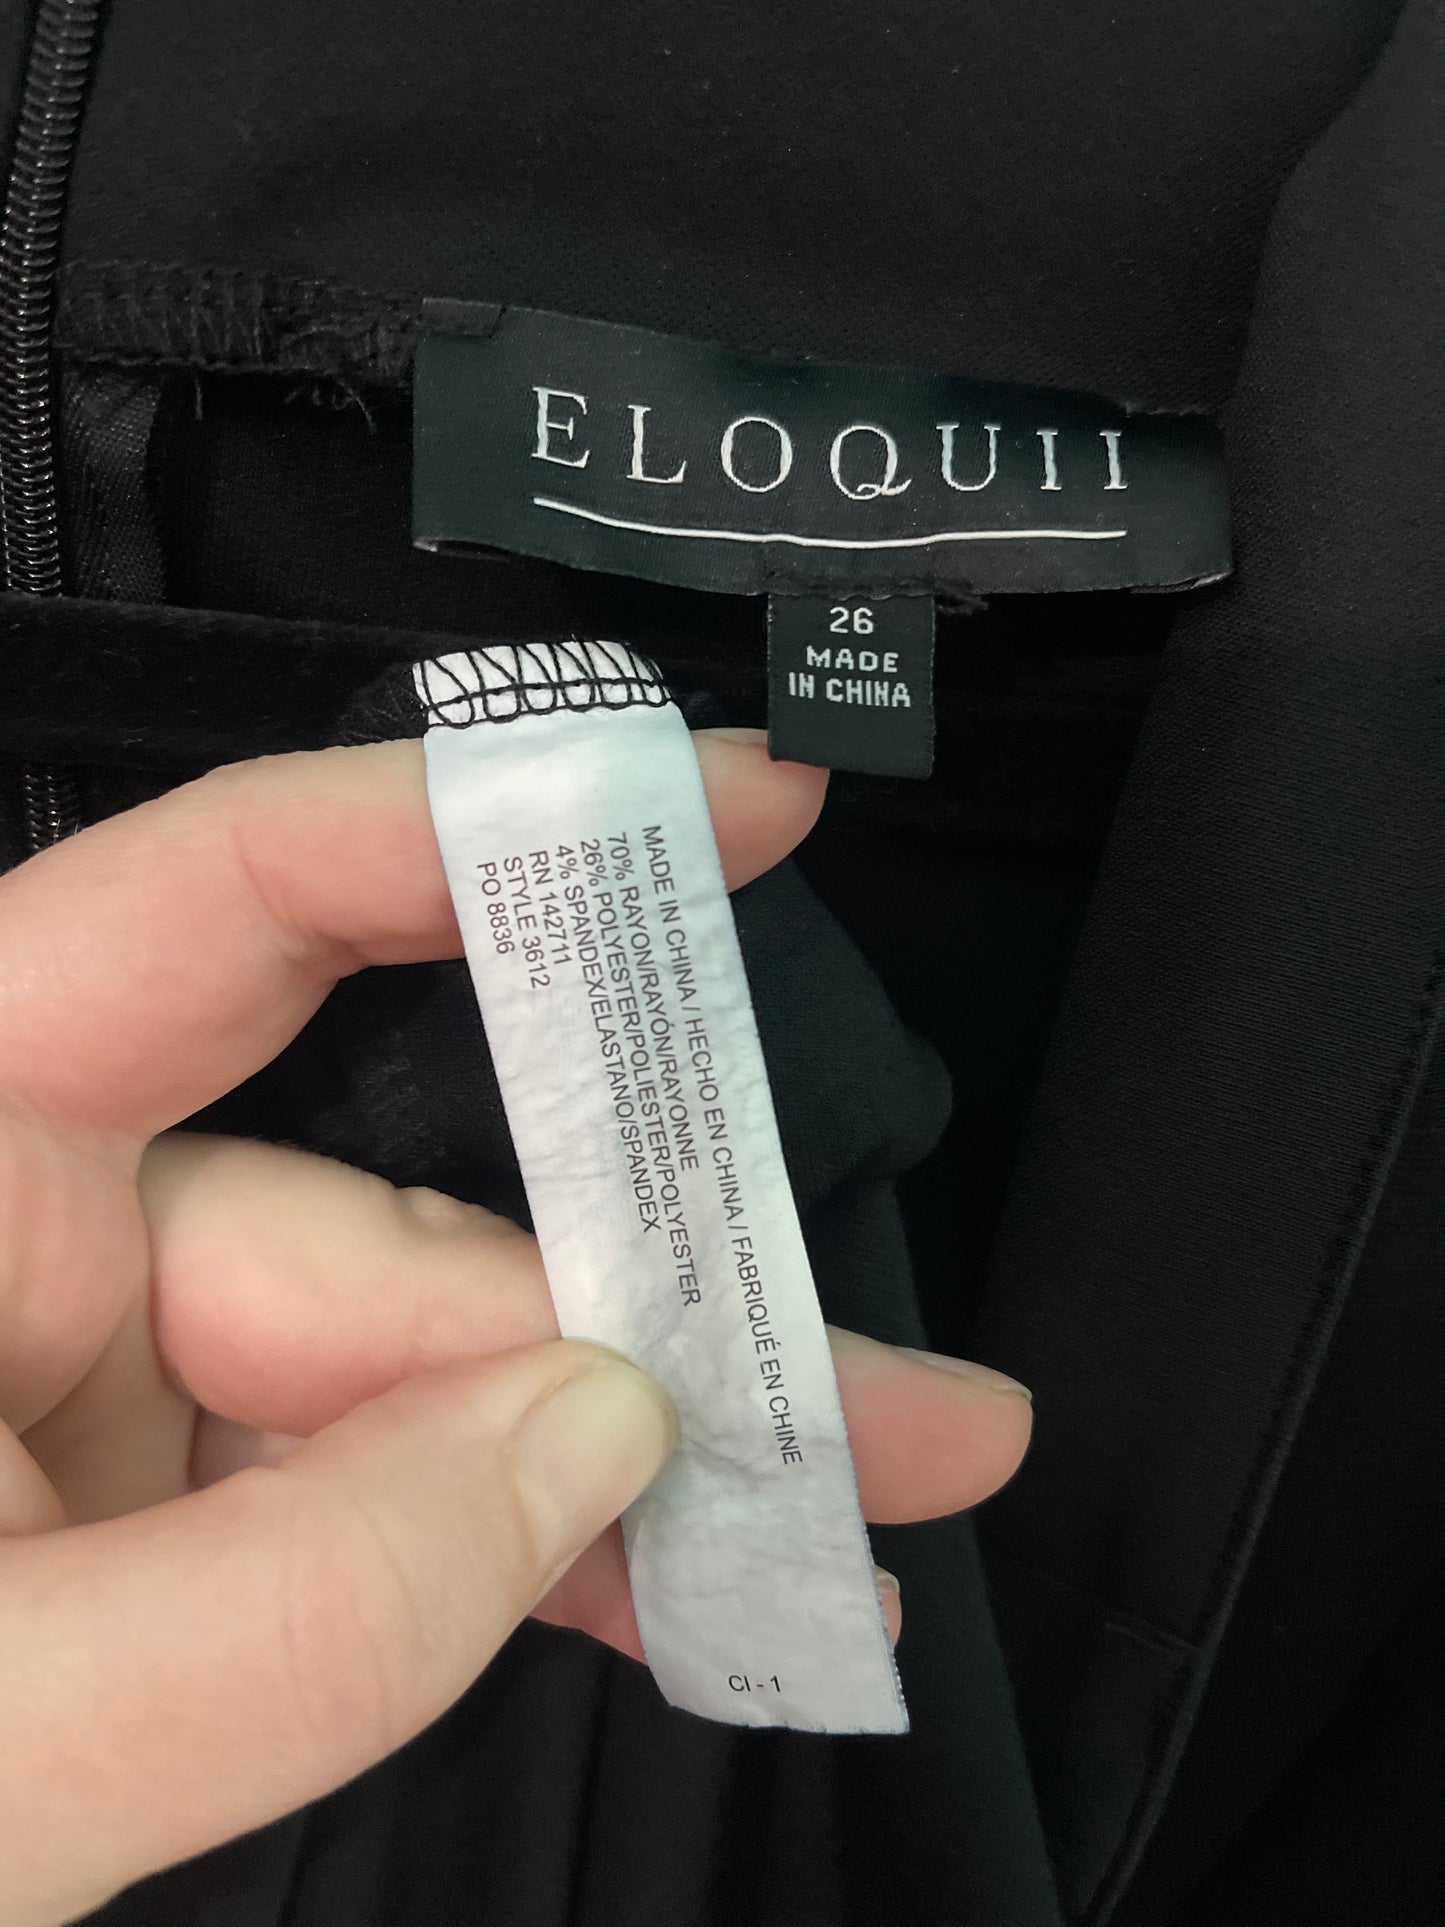 ELOQUII
26
MADE
IN CHINA
MADE IN CHINA / HECHO EN CHINA / FABRIQUÉ EN CHINE
70% RAYON/RAYÓN/RAYONNE
26% POLYESTER/POLIESTER/POLYESTER
4% SPANDEX/ELASTANO/SPANDEX
RN 142711
STYLE 3612
PO 8836
CI - 1